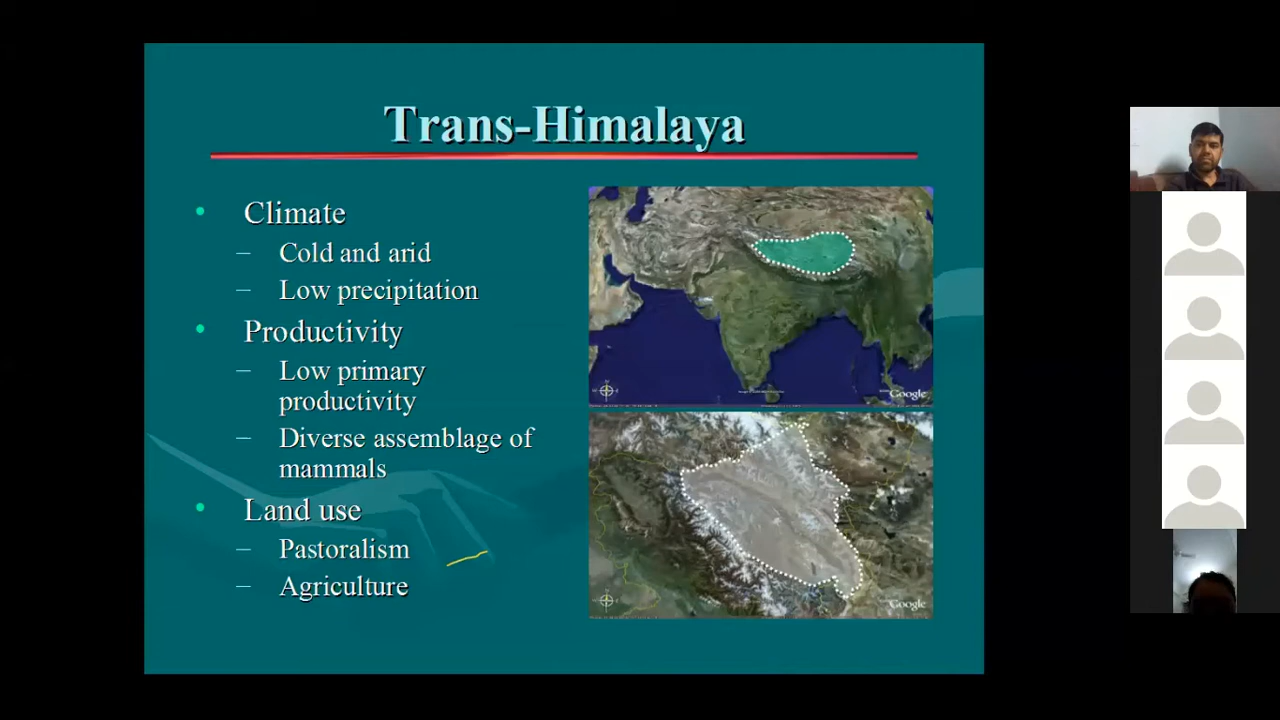 Trans-Himalaya
• Climate
– Cold and arid
– Low precipitation
• Productivity
– Low primary
productivity
– Diverse assemblage of
mammals
• Land use
– Pastoralism
– Agriculture
Google
Google